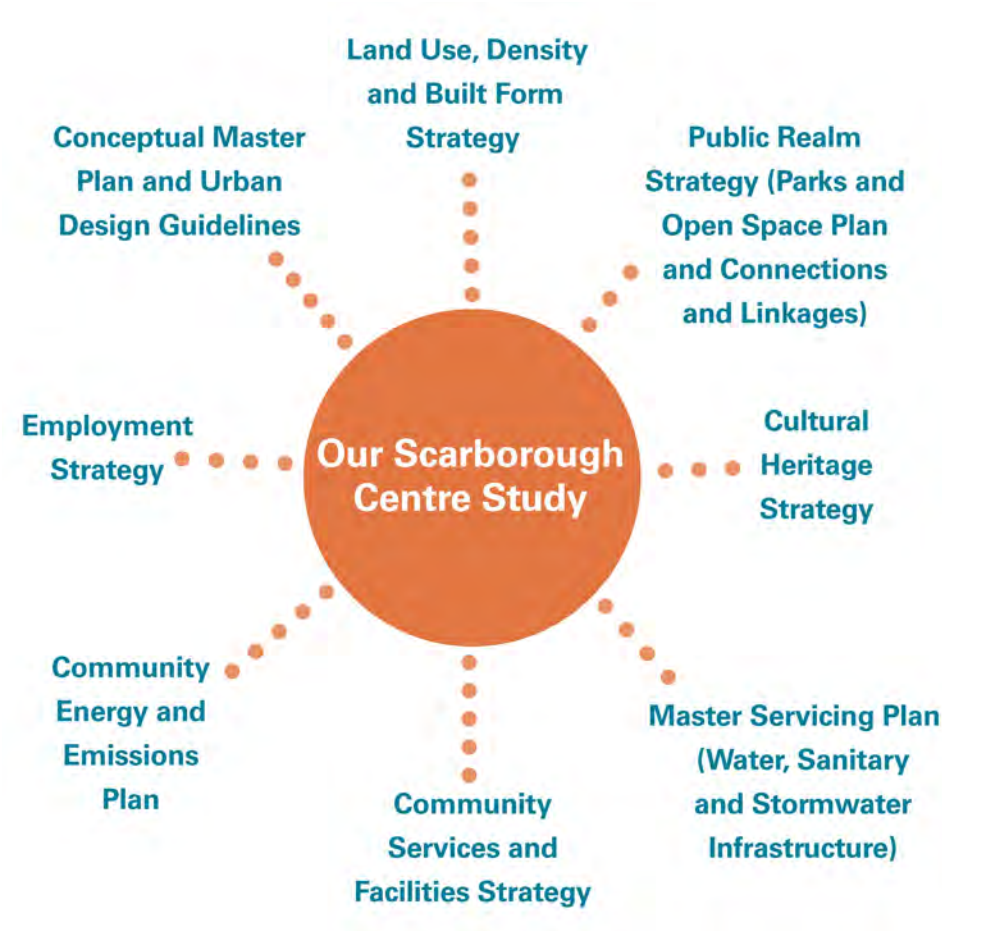 Land Use, Density
and Built Form
Strategy
Conceptual Master
Plan and Urban
Design Guidelines
Public Realm
Strategy (Parks and
Open Space Plan
and Connections
and Linkages)
Employment
Strategy
Our Scarborough
Centre Study
Cultural
Heritage
Strategy
Community
Energy and
Emissions
Plan
Community
Services and
Facilities Strategy
Master Servicing Plan
(Water, Sanitary
and Stormwater
Infrastructure)